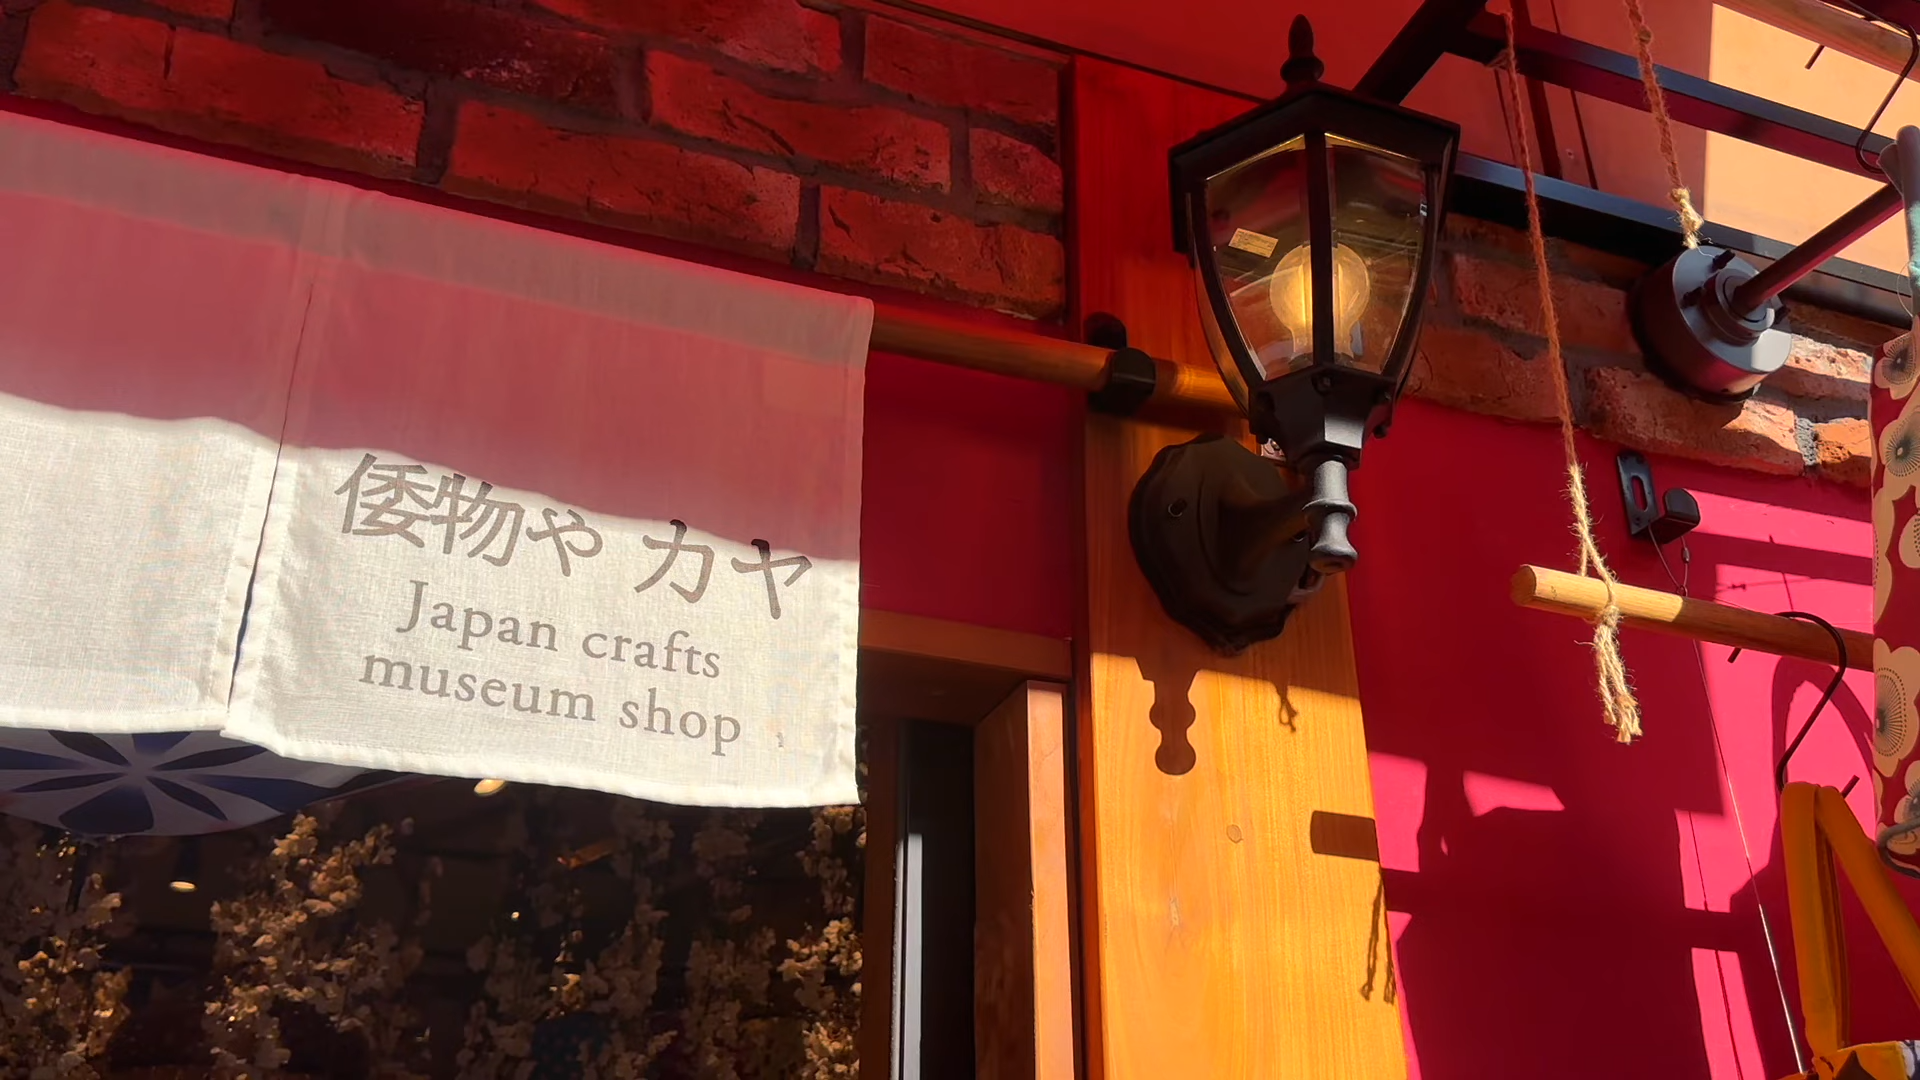 倭物や カヤ
Japan crafts
museum shop